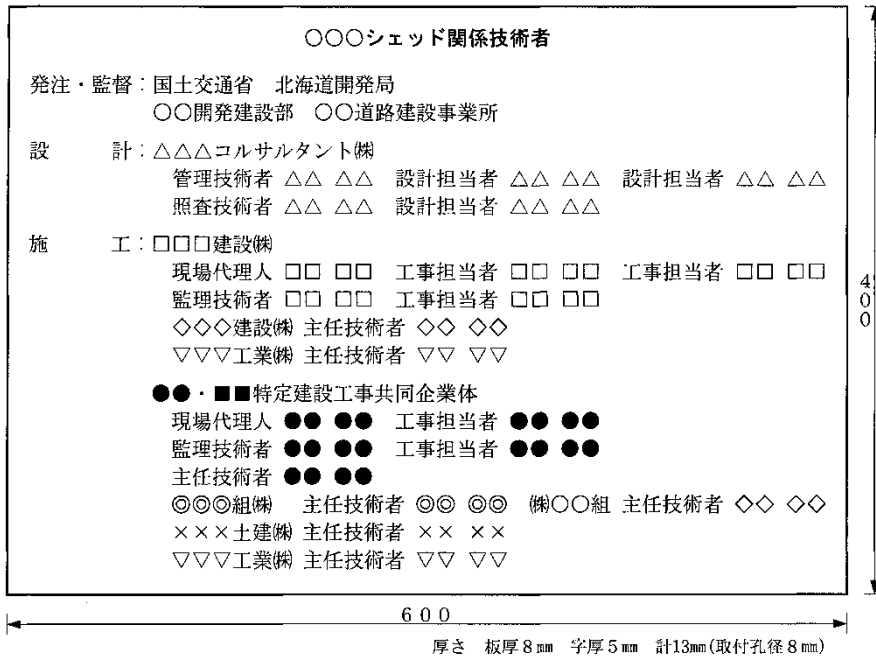 ○○○シェッド関係技術者
発注・監督：国土交通省　北海道開発局
○○開発建設部　○○道路建設事業所
設　　計：△△△コルサルタント㈱
管理技術者 △△ △△　設計担当者 △△ △△　設計担当者 △△ △△
照査技術者 △△ △△　設計担当者 △△ △△
施　　工：□□□建設㈱
現場代理人 □□ □□　工事担当者 □□ □□　工事担当者 □□ □□
監理技術者 □□ □□　工事担当者 □□ □□
◇◇◇建設㈱ 主任技術者 ◇◇ ◇◇
▽▽▽工業㈱ 主任技術者 ▽▽ ▽▽
●●・■■特定建設工事共同企業体
現場代理人 ●● ●●　工事担当者 ●● ●●
監理技術者 ●● ●●　工事担当者 ●● ●●
主任技術者 ●● ●●
◎◎◎組㈱　主任技術者 ◎◎ ◎◎　㈱○○組 主任技術者 ◇◇ ◇◇
×××土建㈱ 主任技術者 ×× ××
▽▽▽工業㈱ 主任技術者 ▽▽ ▽▽
400
600
厚さ　板厚8㎜　字厚5㎜　計13㎜(取付孔径8㎜)